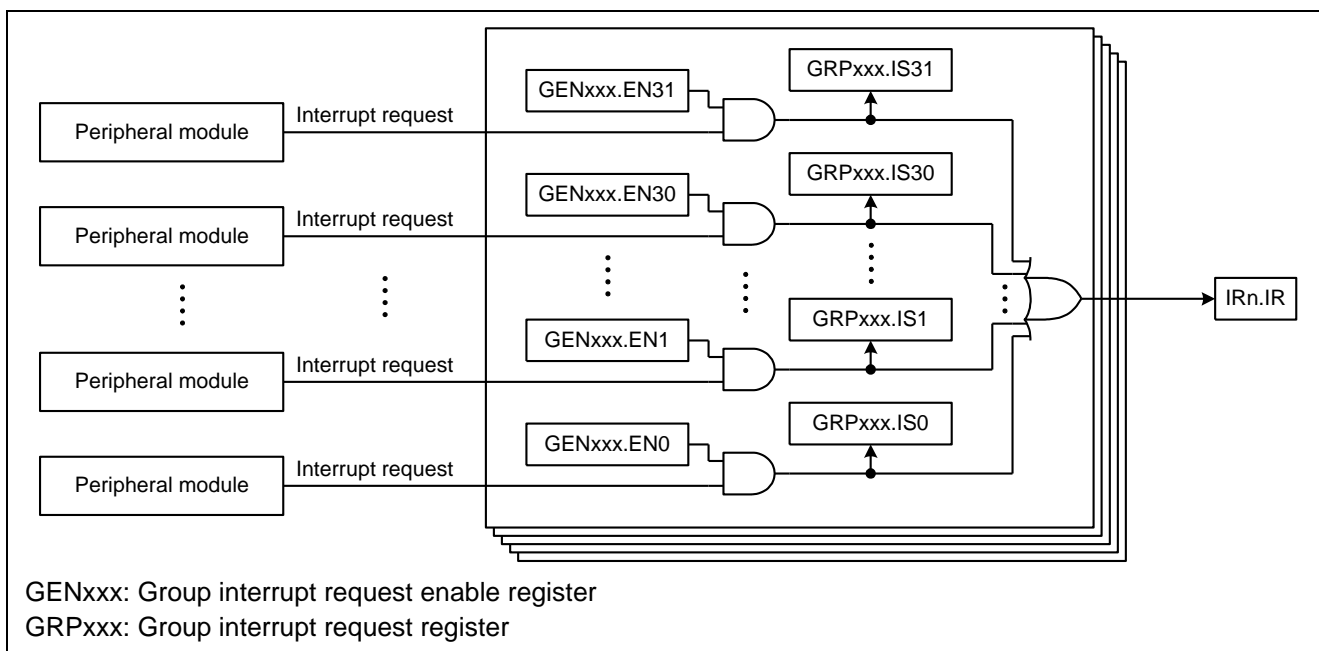 GRPxxx.IS31
GENxxx.EN31
Peripheral module
Interrupt request
GRPxxx.IS30
GENxxx.EN30
Peripheral module
Interrupt request
GRPxxx.IS1
IRn.IR
GENxxx.EN1
Peripheral module
Interrupt request
GRPxxx.IS0
GENxxx.EN0
Peripheral module
Interrupt request
GENxxx: Group interrupt request enable register
GRPxxx: Group interrupt request register